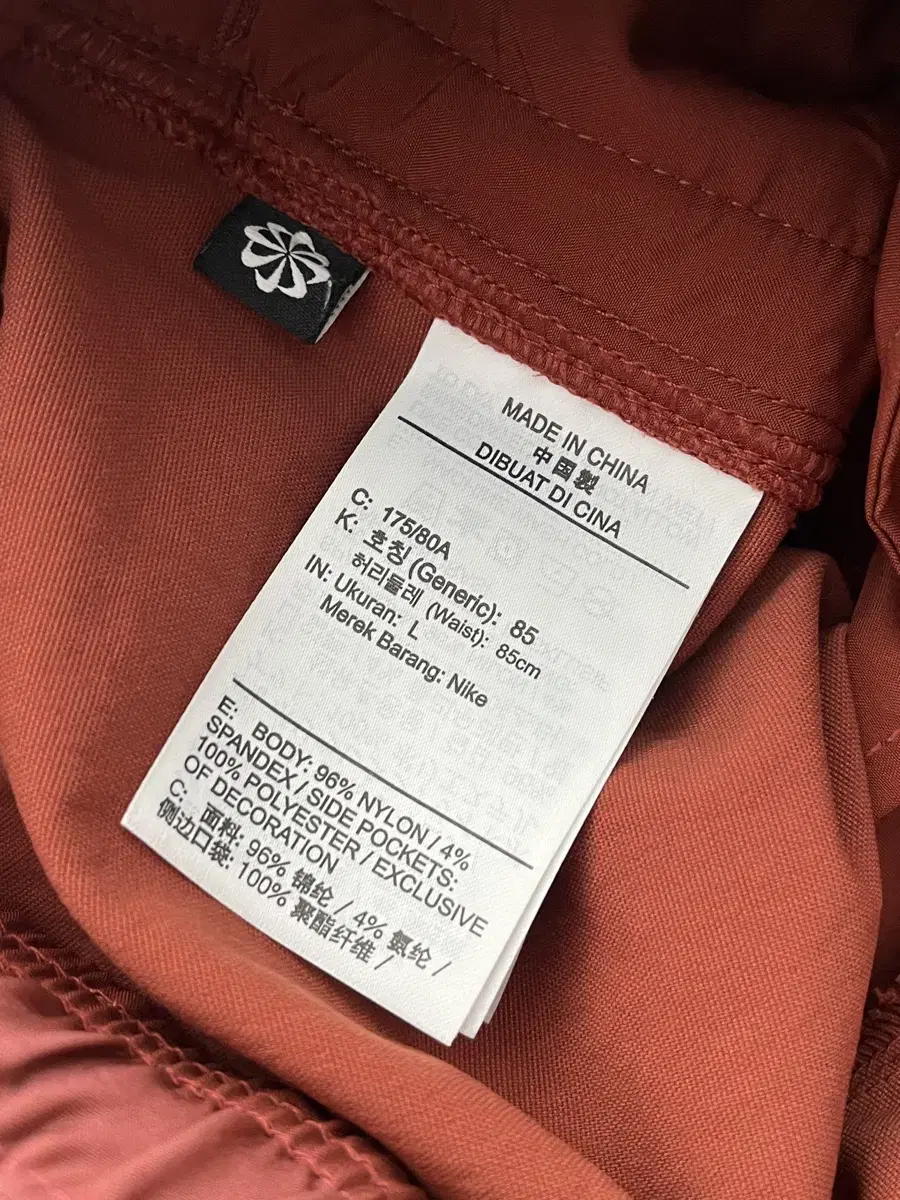 MADE IN CHINA
中国製
DIBUAT DI CINA
C: 175/80A
K: 호칭 (Generic): 85
허리둘레 (Waist): 85cm
IN: Ukuran: L
Merek Barang: Nike
E: BODY: 96% NYLON / 4%
SPANDEX / SIDE POCKETS:
100% POLYESTER / EXCLUSIVE
OF DECORATION
C: 面料: 96% 锦纶 / 4% 氨纶 /
侧边口袋: 100% 聚酯纤维 /